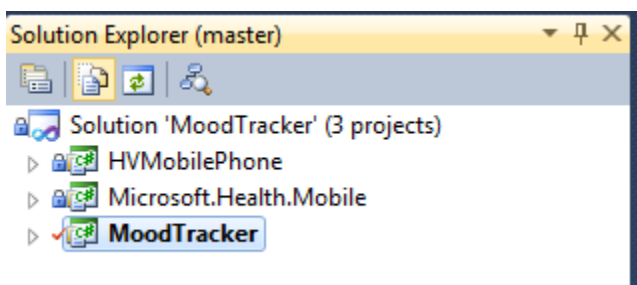 Solution Explorer (master)
Solution 'MoodTracker' (3 projects)
HVMobilePhone
Microsoft.Health.Mobile
MoodTracker